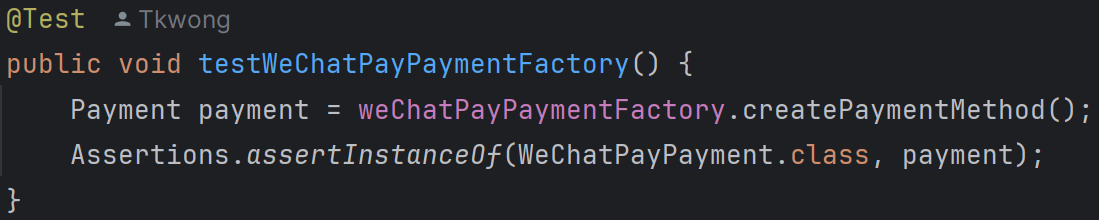 @Test Tkwong
public void testWeChatPayPaymentFactory() {
    Payment payment = weChatPayPaymentFactory.createPaymentMethod();
    Assertions.assertInstanceOf(WeChatPayPayment.class, payment);
}